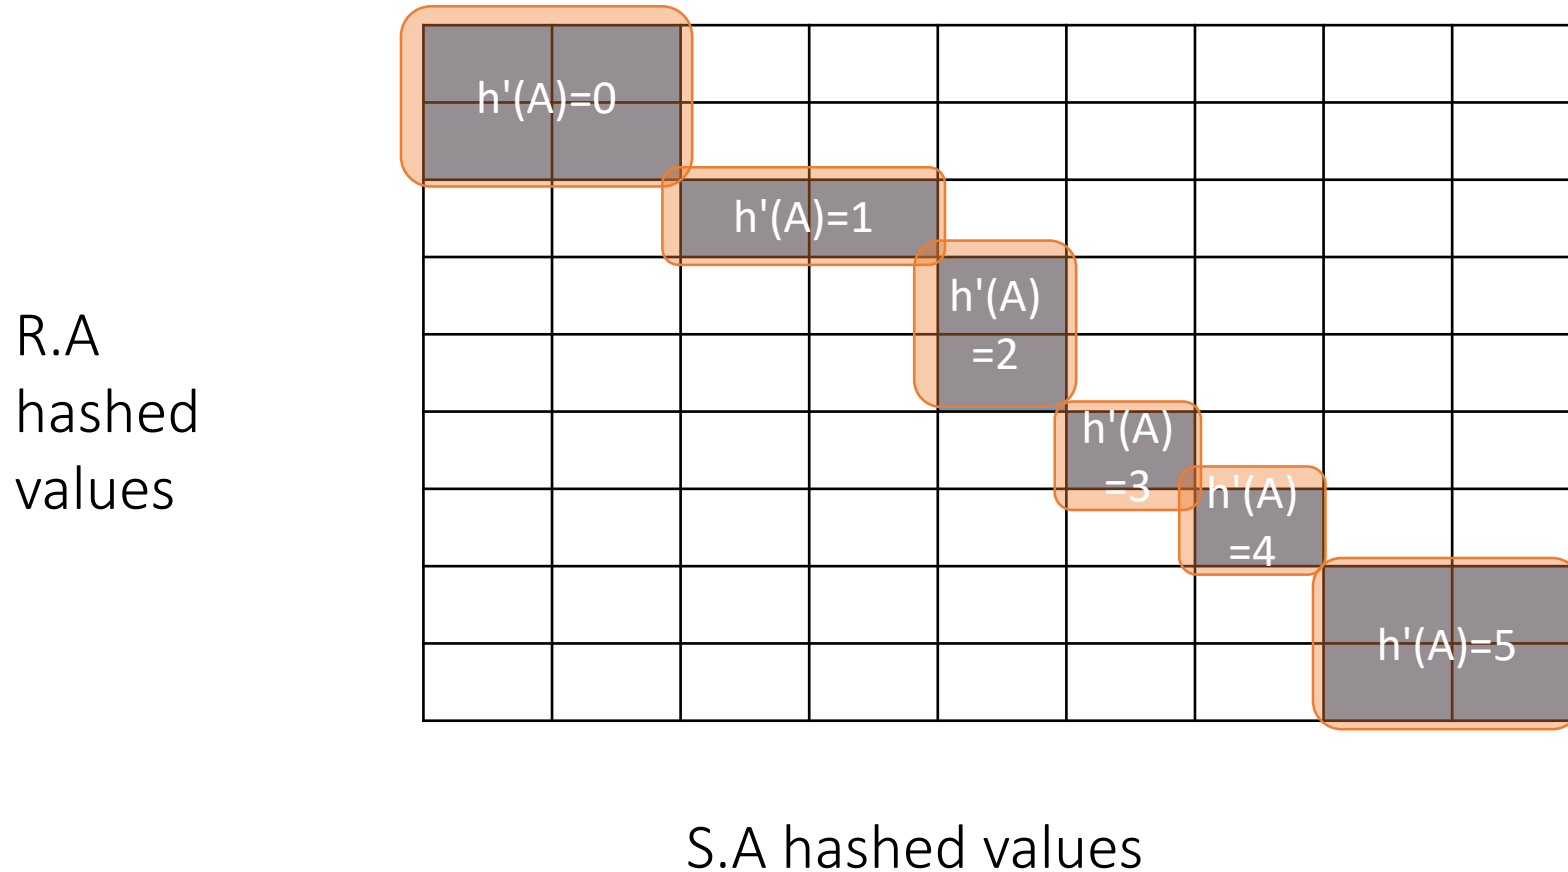 h'(A)=0
h'(A)=1
h'(A)
=2
h'(A)
=3
h'(A)
=4
h'(A)=5
R.A
hashed
values
S.A hashed values